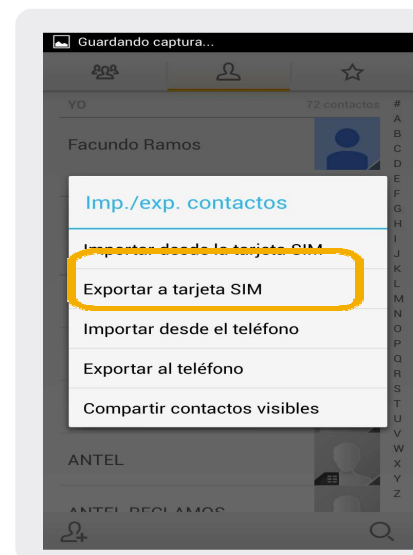 Guardando captura...
YO 72 contactos
Facundo Ramos
Imp./exp. contactos
Importar desde la tarjeta SIM
Exportar a tarjeta SIM
Importar desde el teléfono
Exportar al teléfono
Compartir contactos visibles
ANTEL
ANTEL RECLAMOS
#
A
B
C
D
E
F
G
H
I
J
K
L
M
N
O
P
Q
R
S
T
U
V
W
X
Y
Z